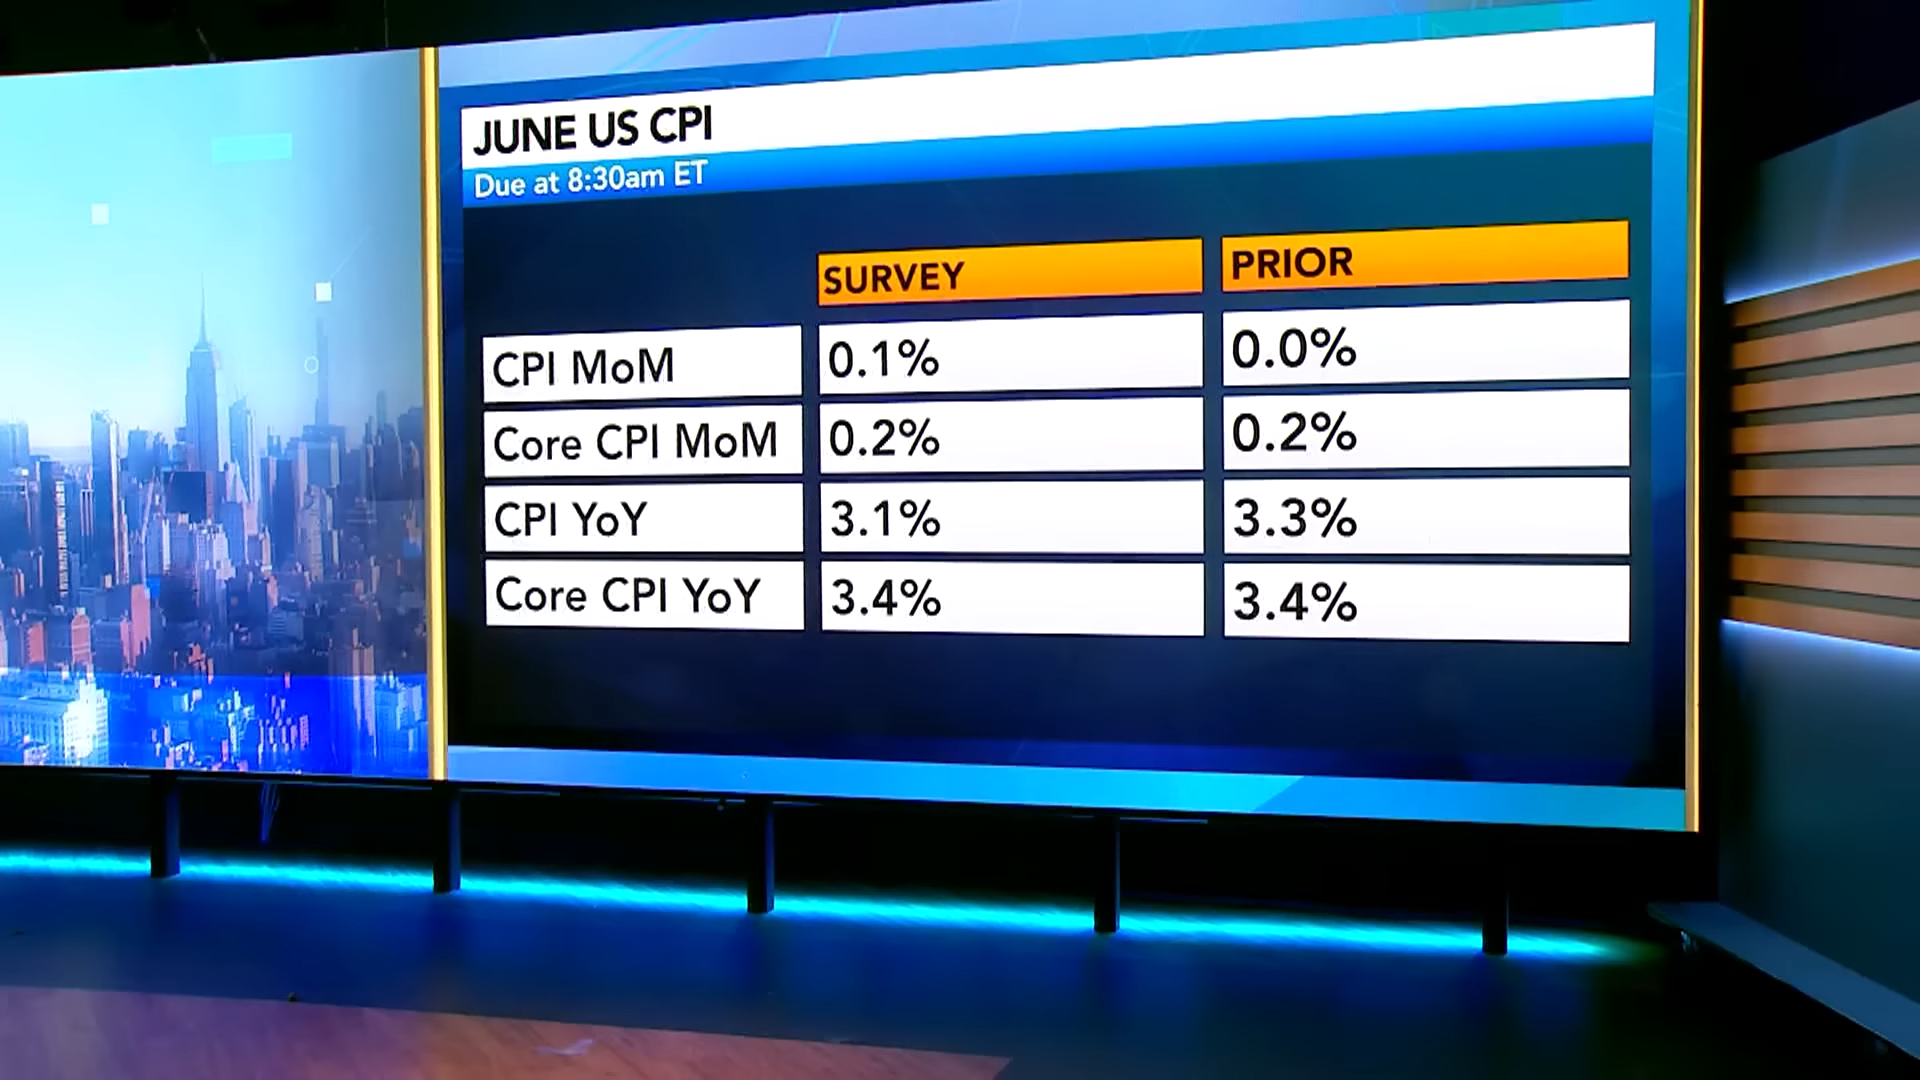 JUNE US CPI
Due at 8:30am ET
SURVEY PRIOR
CPI MoM 0.1% 0.0%
Core CPI MoM 0.2% 0.2%
CPI YoY 3.1% 3.3%
Core CPI YoY 3.4% 3.4%